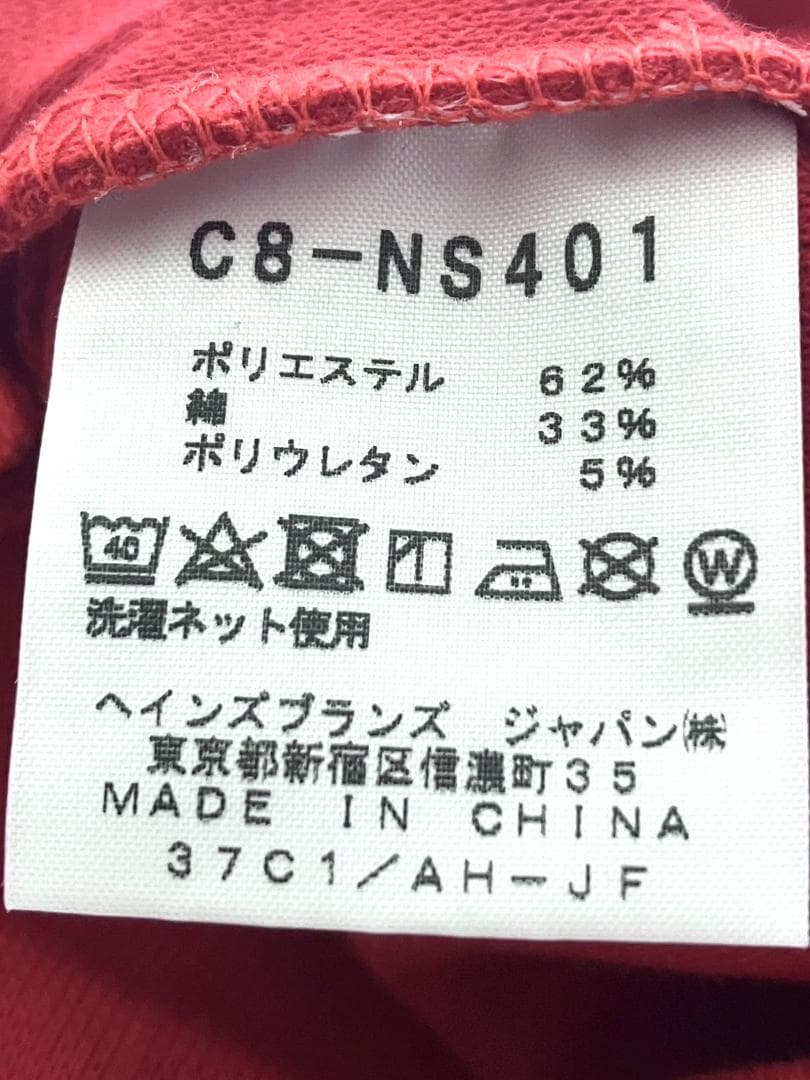 C8-NS401
ポリエステル 62%
綿 33%
ポリウレタン 5%
40 W
洗濯ネット使用
ヘインズブランズ ジャパン㈱
東京都新宿区信濃町35
MADE IN CHINA
37C1/AH-JF